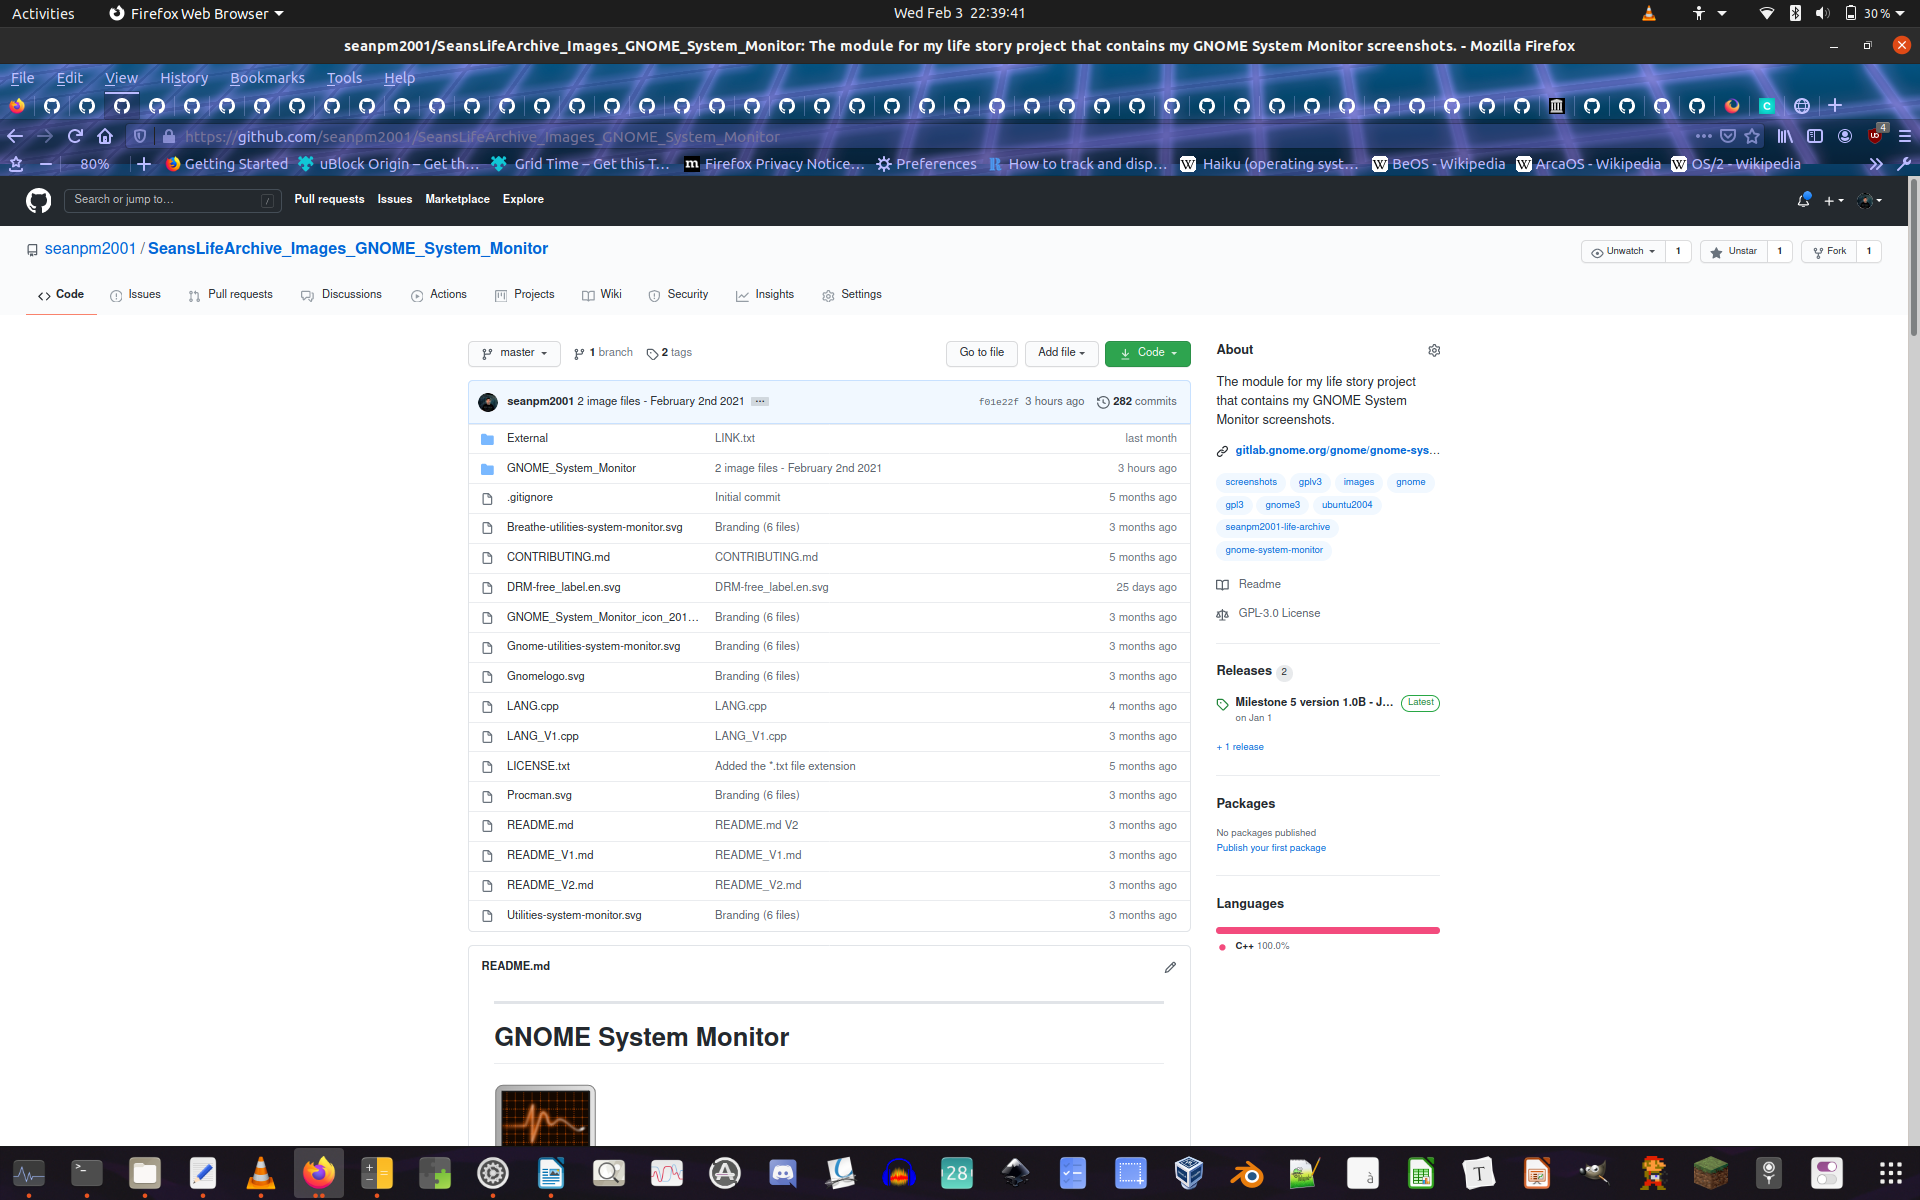 Activities Firefox Web Browser Wed Feb 3 22:39:41 30 %
seanpm2001/SeansLifeArchive_Images_GNOME_System_Monitor: The module for my life story project that contains my GNOME System Monitor screenshots. - Mozilla Firefox
File Edit View History Bookmarks Tools Help
https://github.com/seanpm2001/SeansLifeArchive_Images_GNOME_System_Monitor 4
80% Getting Started uBlock Origin – Get th… Grid Time – Get this T… Firefox Privacy Notice… Preferences How to track and disp… Haiku (operating syst… BeOS - Wikipedia ArcaOS - Wikipedia OS/2 - Wikipedia
Search or jump to… / Pull requests Issues Marketplace Explore
seanpm2001 / SeansLifeArchive_Images_GNOME_System_Monitor Unwatch 1 Unstar 1 Fork 1
Code Issues Pull requests Discussions Actions Projects Wiki Security Insights Settings
master 1 branch 2 tags Go to file Add file Code
seanpm2001 2 image files - February 2nd 2021 ··· f01e22f 3 hours ago 282 commits
External LINK.txt last month
GNOME_System_Monitor 2 image files - February 2nd 2021 3 hours ago
.gitignore Initial commit 5 months ago
Breathe-utilities-system-monitor.svg Branding (6 files) 3 months ago
CONTRIBUTING.md CONTRIBUTING.md 5 months ago
DRM-free_label.en.svg DRM-free_label.en.svg 25 days ago
GNOME_System_Monitor_icon_201… Branding (6 files) 3 months ago
Gnome-utilities-system-monitor.svg Branding (6 files) 3 months ago
Gnomelogo.svg Branding (6 files) 3 months ago
LANG.cpp LANG.cpp 4 months ago
LANG_V1.cpp LANG_V1.cpp 3 months ago
LICENSE.txt Added the *.txt file extension 5 months ago
Procman.svg Branding (6 files) 3 months ago
README.md README.md V2 3 months ago
README_V1.md README_V1.md 3 months ago
README_V2.md README_V2.md 3 months ago
Utilities-system-monitor.svg Branding (6 files) 3 months ago
README.md
GNOME System Monitor
About
The module for my life story project
that contains my GNOME System
Monitor screenshots.
gitlab.gnome.org/gnome/gnome-sys…
screenshots gplv3 images gnome
gpl3 gnome3 ubuntu2004
seanpm2001-life-archive
gnome-system-monitor
Readme
GPL-3.0 License
Releases 2
Milestone 5 version 1.0B - J… Latest
on Jan 1
+ 1 release
Packages
No packages published
Publish your first package
Languages
C++ 100.0%
28